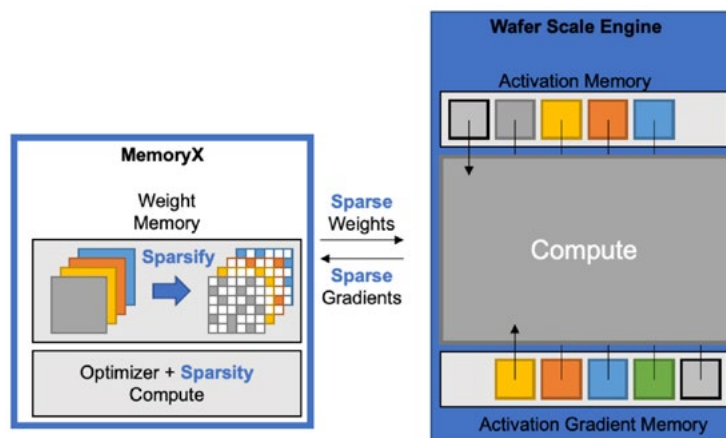 MemoryX
Weight
Memory
Sparsify
Optimizer + Sparsity
Compute
Sparse
Weights
Sparse
Gradients
Wafer Scale Engine
Activation Memory
Compute
Activation Gradient Memory